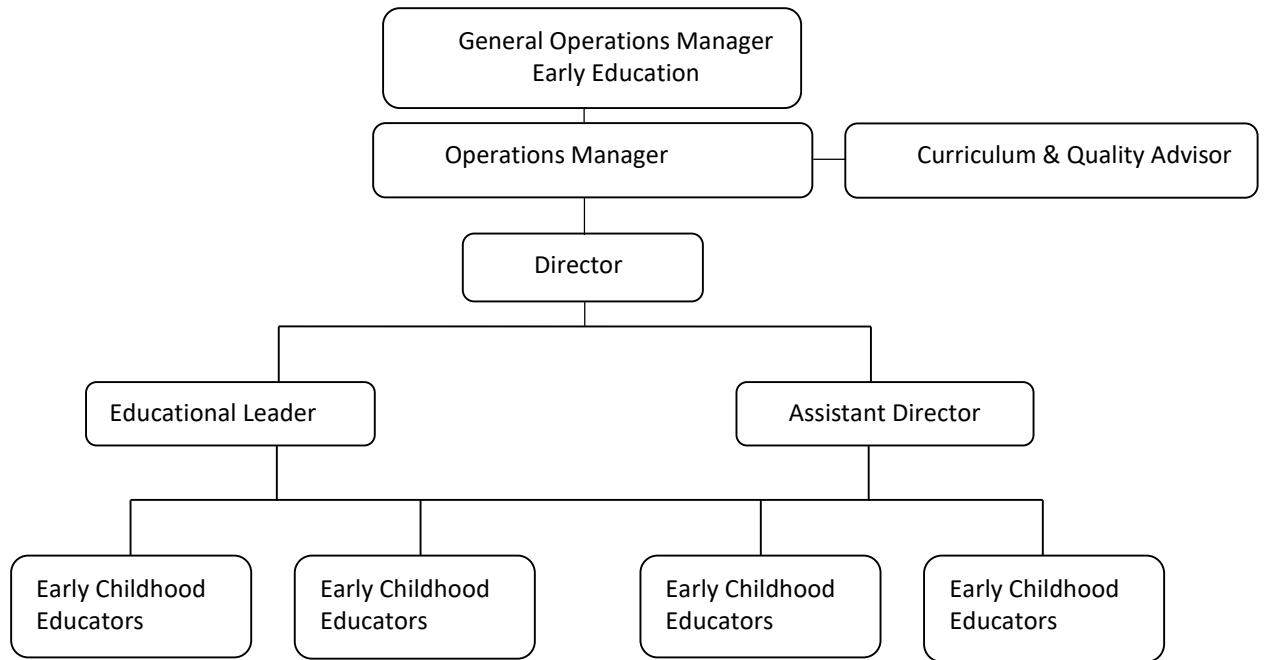 General Operations Manager
Early Education
Operations Manager
Curriculum & Quality Advisor
Director
Educational Leader
Assistant Director
Early Childhood
Educators
Early Childhood
Educators
Early Childhood
Educators
Early Childhood
Educators